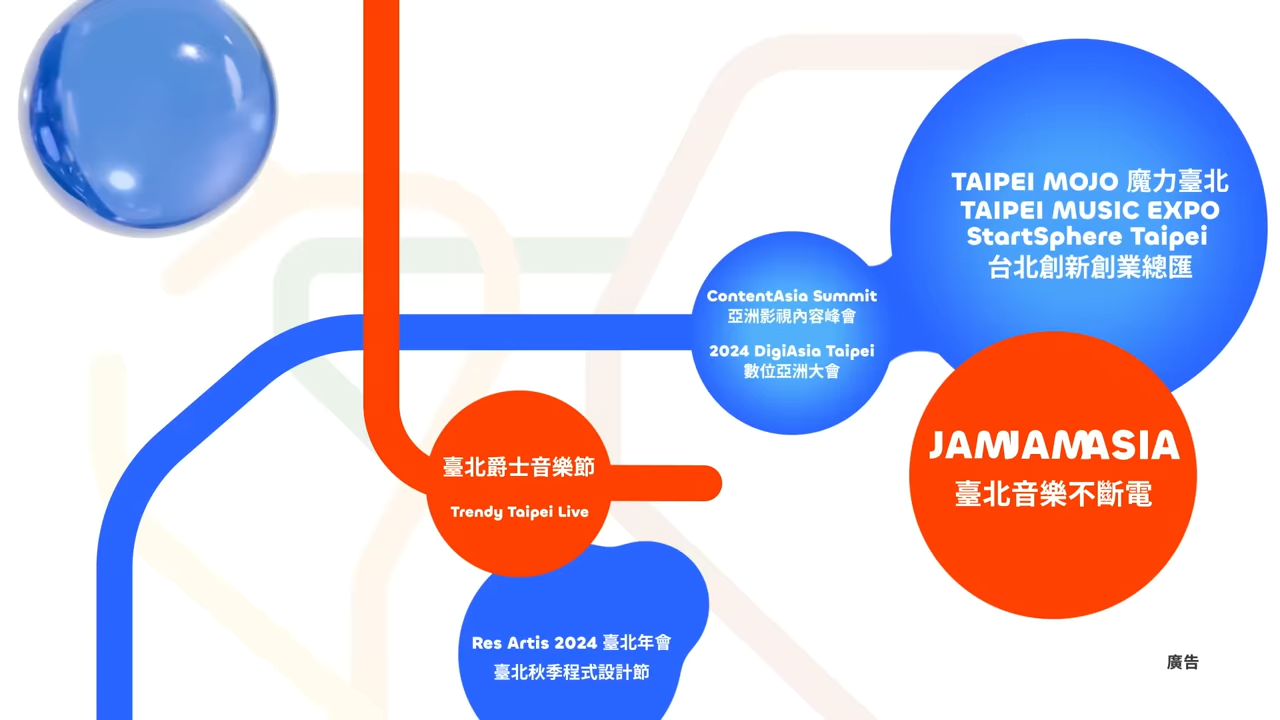 TAIPEI MOJO 魔力臺北
TAIPEI MUSIC EXPO
StartSphere Taipei
台北創新創業總匯
ContentAsia Summit
亞洲影視內容峰會
2024 DigiAsia Taipei
數位亞洲大會
JAMJAMASIA
臺北音樂不斷電
臺北爵士音樂節
Trendy Taipei Live
Res Artis 2024 臺北年會
臺北秋季程式設計節
廣告